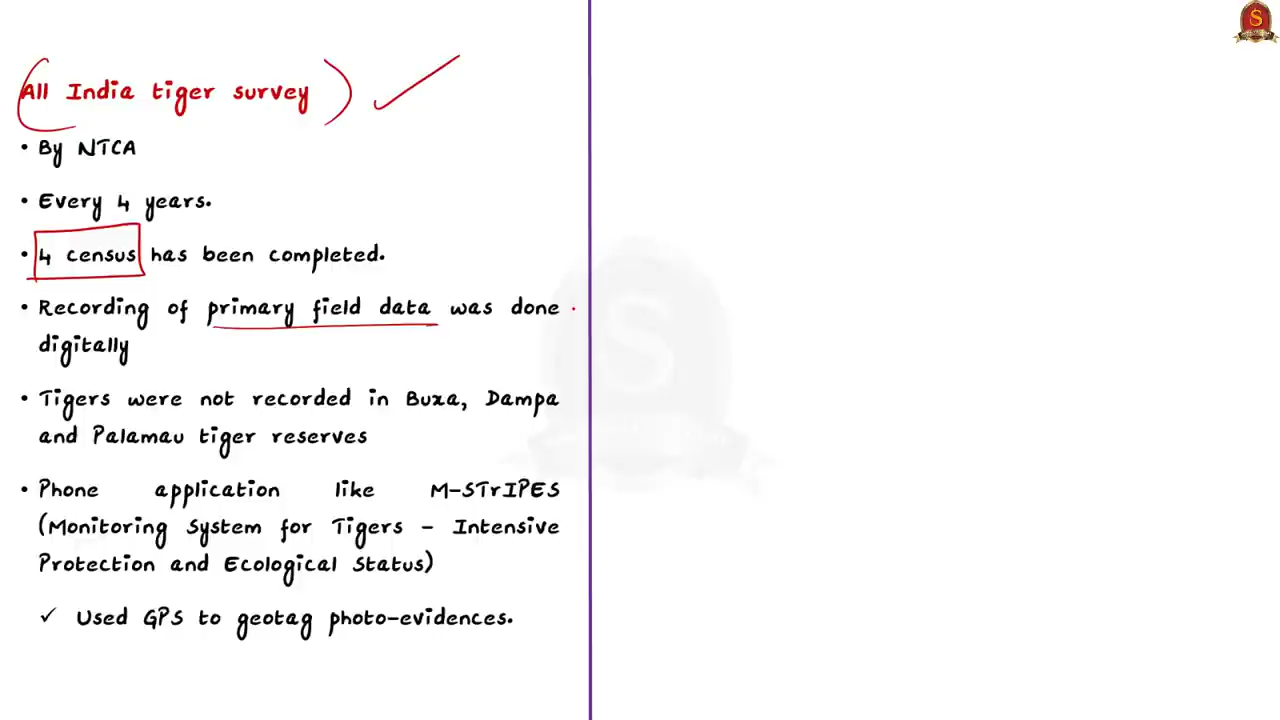 All India tiger survey
• By NTCA
• Every 4 years.
• 4 census has been completed.
• Recording of primary field data was done
digitally
• Tigers were not recorded in Buxa, Dampa
and Palamau tiger reserves
• Phone application like M-STrIPES
(Monitoring System for Tigers - Intensive
Protection and Ecological Status)
✓ Used GPS to geotag photo-evidences.
S
S